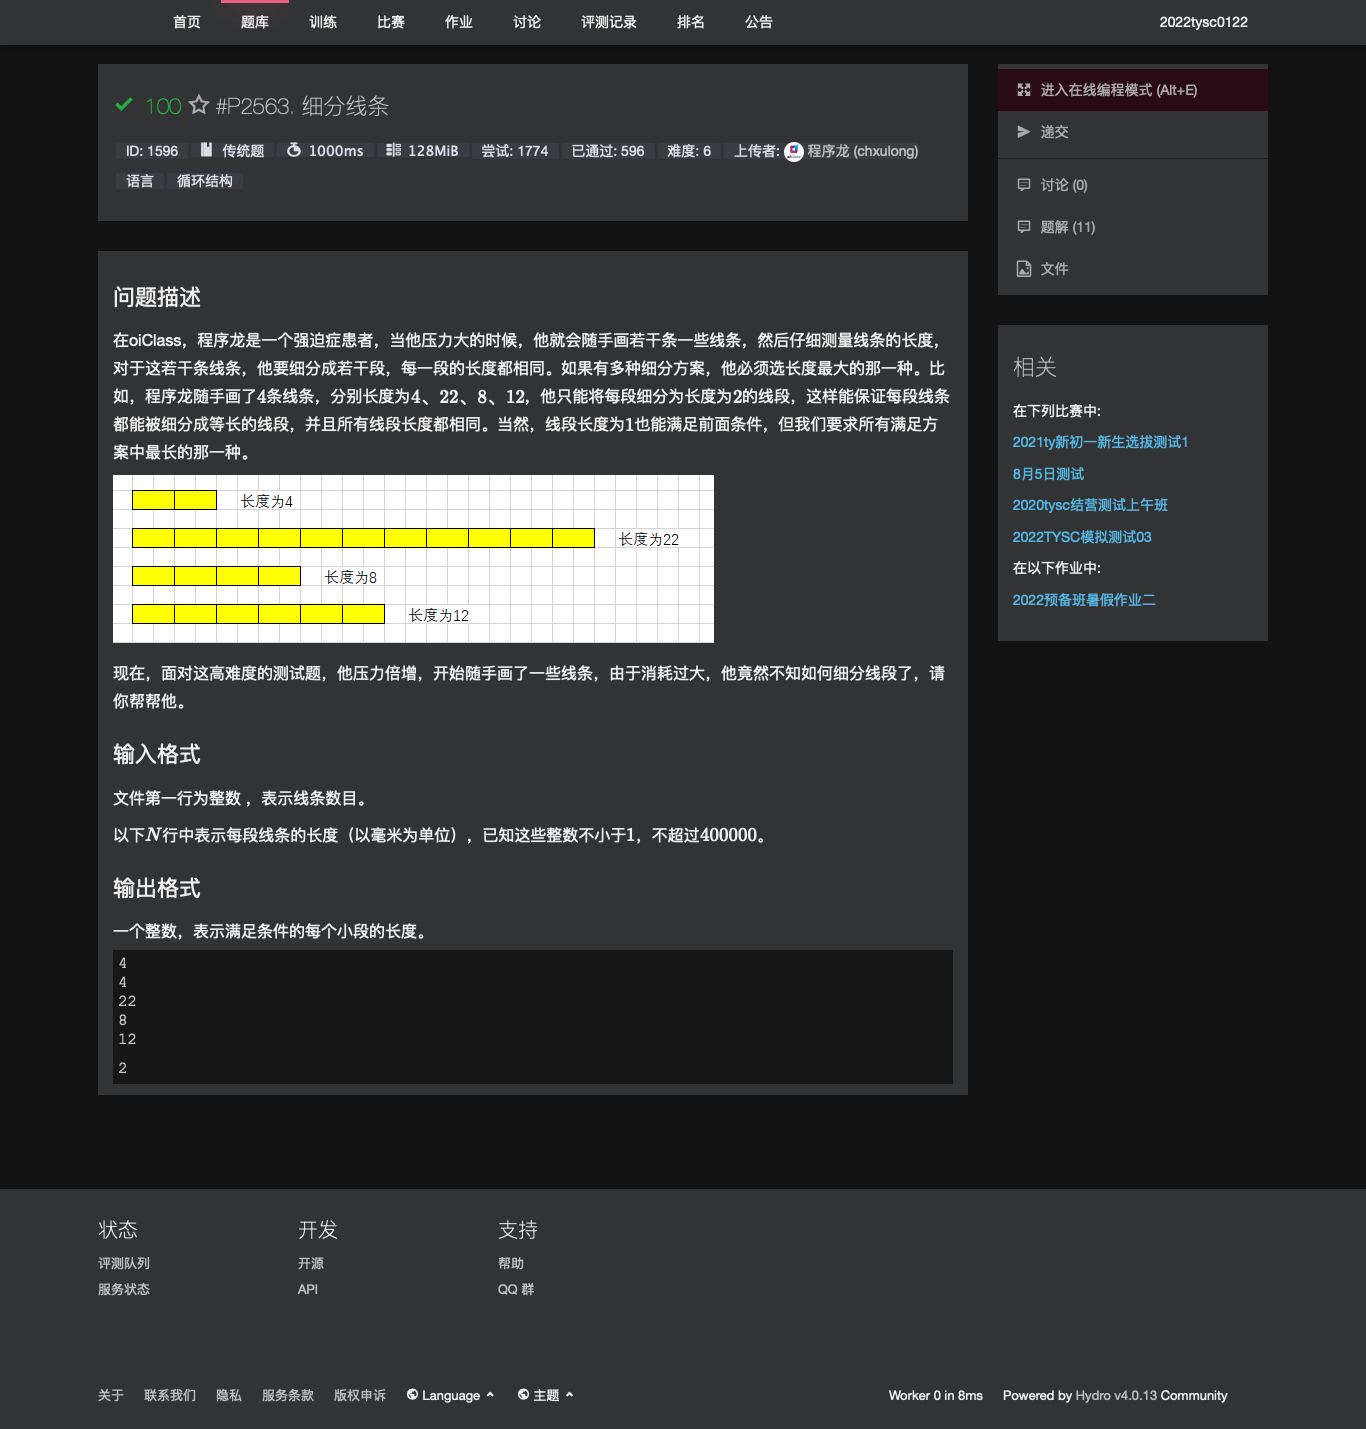 首页 题库 训练 比赛 作业 讨论 评测记录 排名 公告 2022tysc0122
100 #P2563. 细分线条
ID: 1596 传统题 1000ms 128MiB 尝试: 1774 已通过: 596 难度: 6 上传者: 程序龙 (chxulong)
语言 循环结构
问题描述
在oiClass，程序龙是一个强迫症患者，当他压力大的时候，他就会随手画若干条一些线条，然后仔细测量线条的长度，
对于这若干条线条，他要细分成若干段，每一段的长度都相同。如果有多种细分方案，他必须选长度最大的那一种。比
如，程序龙随手画了4条线条，分别长度为4、22、8、12，他只能将每段细分为长度为2的线段，这样能保证每段线条
都能被细分成等长的线段，并且所有线段长度都相同。当然，线段长度为1也能满足前面条件，但我们要求所有满足方
案中最长的那一种。
长度为4
长度为22
长度为8
长度为12
现在，面对这高难度的测试题，他压力倍增，开始随手画了一些线条，由于消耗过大，他竟然不知如何细分线段了，请
你帮帮他。
输入格式
文件第一行为整数 ，表示线条数目。
以下N行中表示每段线条的长度（以毫米为单位），已知这些整数不小于1，不超过400000。
输出格式
一个整数，表示满足条件的每个小段的长度。
4
4
22
8
12
2
进入在线编程模式 (Alt+E)
递交
讨论 (0)
题解 (11)
文件
相关
在下列比赛中:
2021ty新初一新生选拔测试1
8月5日测试
2020tysc结营测试上午班
2022TYSC模拟测试03
在以下作业中:
2022预备班暑假作业二
状态 开发 支持
评测队列 开源 帮助
服务状态 API QQ 群
关于 联系我们 隐私 服务条款 版权申诉 Language 主题 Worker 0 in 8ms Powered by Hydro v4.0.13 Community